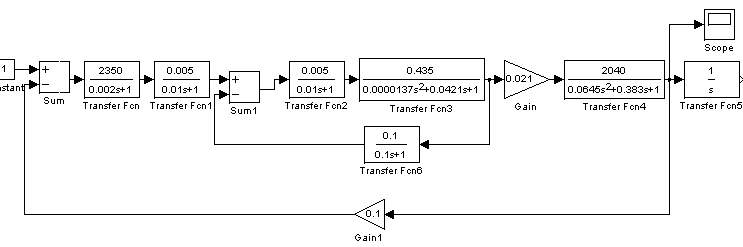 Scope
1
nstant
+
−
Sum
2350
0.002s+1
Transfer Fcn
0.005
0.01s+1
Transfer Fcn1
+
−
Sum1
0.005
0.01s+1
Transfer Fcn2
0.435
0.0000137s²+0.0421s+1
Transfer Fcn3
0.021
Gain
2040
0.0645s²+0.383s+1
Transfer Fcn4
1
s
Transfer Fcn5
0.1
0.1s+1
Transfer Fcn6
0.1
Gain1